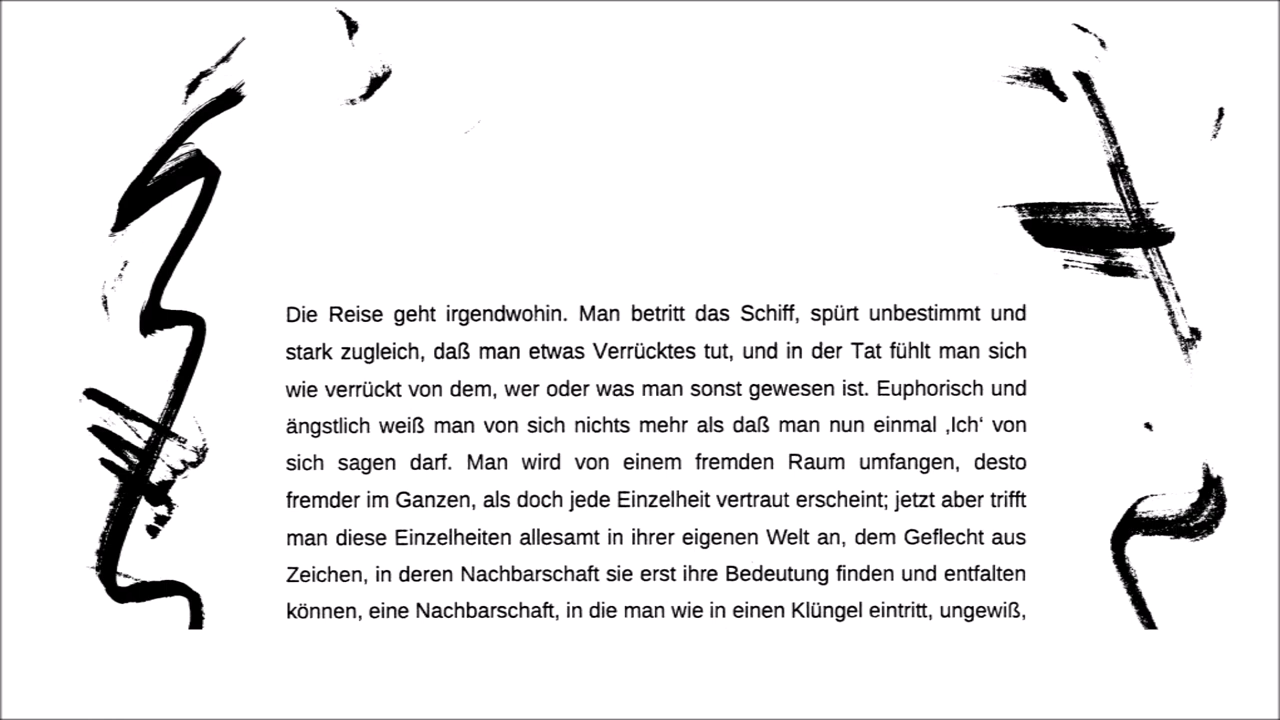 Die Reise geht irgendwohin. Man betritt das Schiff, spürt unbestimmt und
stark zugleich, daß man etwas Verrücktes tut, und in der Tat fühlt man sich
wie verrückt von dem, wer oder was man sonst gewesen ist. Euphorisch und
ängstlich weiß man von sich nichts mehr als daß man nun einmal ‚Ich‘ von
sich sagen darf. Man wird von einem fremden Raum umfangen, desto
fremder im Ganzen, als doch jede Einzelheit vertraut erscheint; jetzt aber trifft
man diese Einzelheiten allesamt in ihrer eigenen Welt an, dem Geflecht aus
Zeichen, in deren Nachbarschaft sie erst ihre Bedeutung finden und entfalten
können, eine Nachbarschaft, in die man wie in einen Klüngel eintritt, ungewiß,